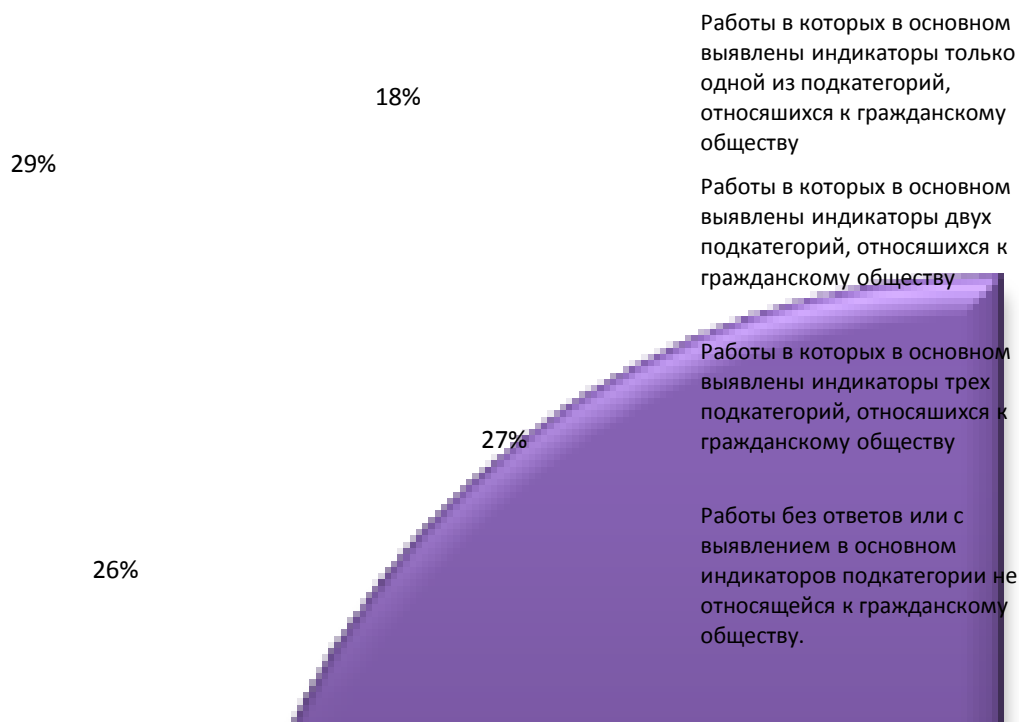 18%
29%
27%
26%
Работы в которых в основном
выявлены индикаторы только
одной из подкатегорий,
относяшихся к гражданскому
обществу
Работы в которых в основном
выявлены индикаторы двух
подкатегорий, относяшихся к
гражданскому обществу
Работы в которых в основном
выявлены индикаторы трех
подкатегорий, относяшихся к
гражданскому обществу
Работы без ответов или с
выявлением в основном
индикаторов подкатегории не
относящейся к гражданскому
обществу.